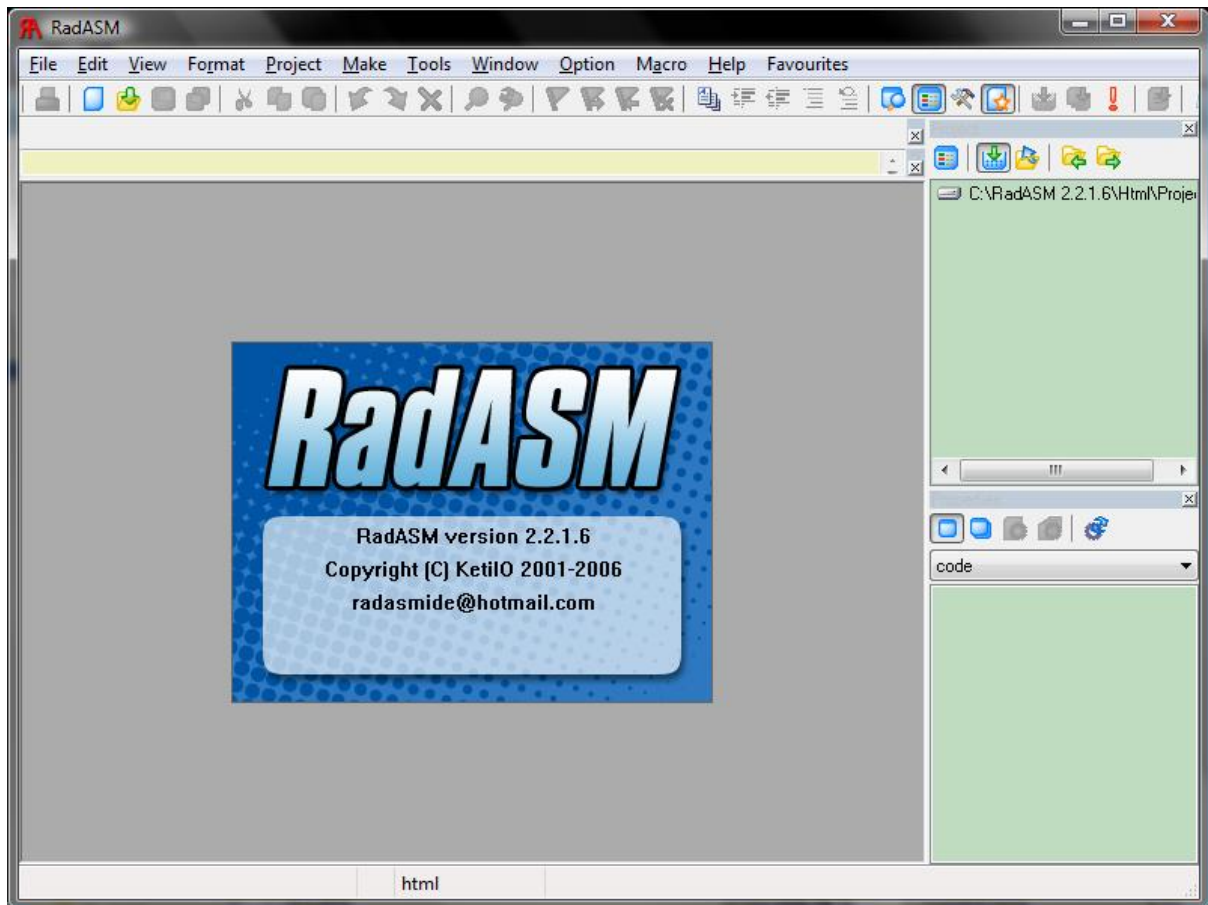 RadASM
File Edit View Format Project Make Tools Window Option Macro Help Favourites
C:\RadASM 2.2.1.6\Html\Proje
RadASM
RadASM version 2.2.1.6
Copyright (C) KetilO 2001-2006
radasmide@hotmail.com
code
html